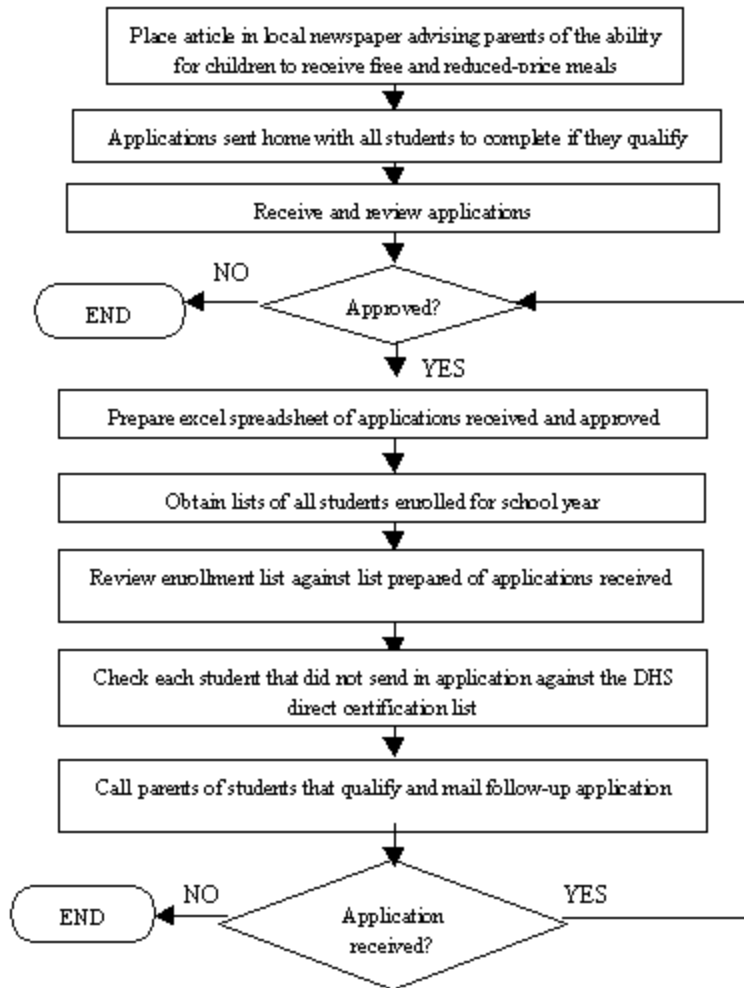 Place article in local newspaper advising parents of the ability
for children to receive free and reduced-price meals
Applications sent home with all students to complete if they qualify
Receive and review applications
NO
END
Approved?
YES
Prepare excel spreadsheet of applications received and approved
Obtain lists of all students enrolled for school year
Review enrollment list against list prepared of applications received
Check each student that did not send in application against the DHS
direct certification list
Call parents of students that qualify and mail follow-up application
NO
YES
END
Application
received?